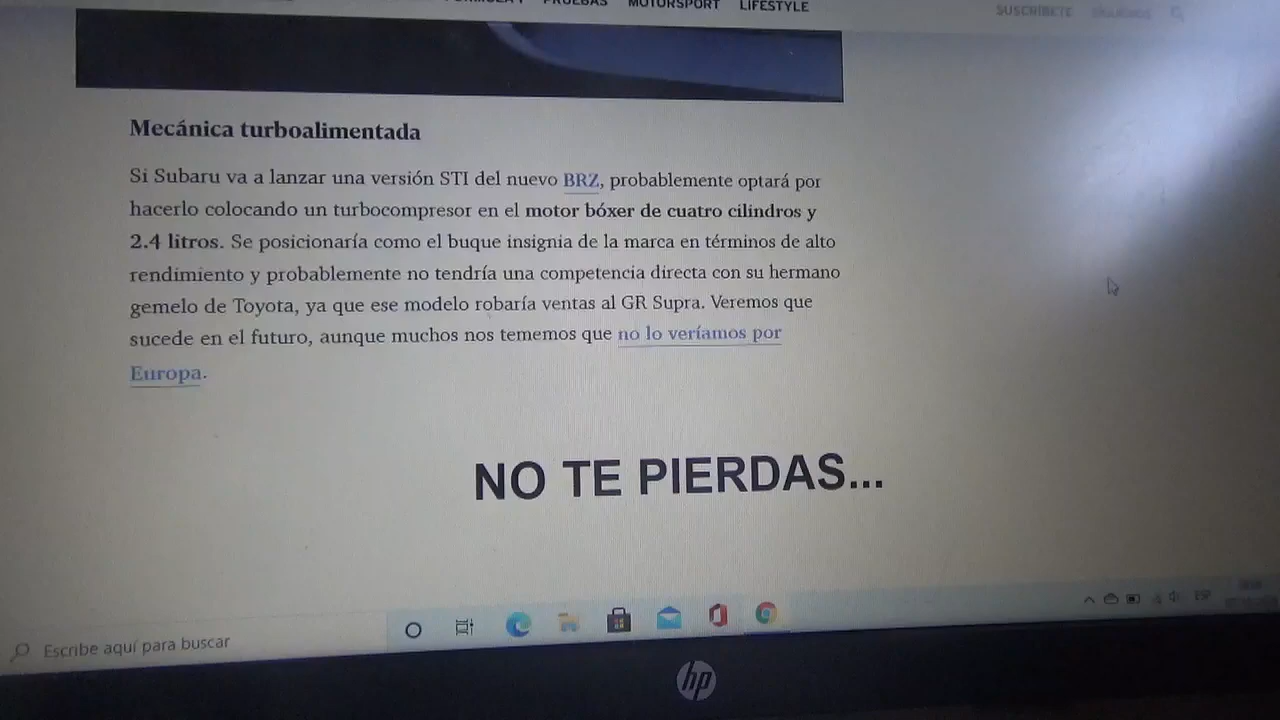 PRUEBAS MOTORSPORT LIFESTYLE
SUSCRÍBETE
Mecánica turboalimentada
Si Subaru va a lanzar una versión STI del nuevo BRZ, probablemente optará por
hacerlo colocando un turbocompresor en el motor bóxer de cuatro cilindros y
2.4 litros. Se posicionaría como el buque insignia de la marca en términos de alto
rendimiento y probablemente no tendría una competencia directa con su hermano
gemelo de Toyota, ya que ese modelo robaría ventas al GR Supra. Veremos que
sucede en el futuro, aunque muchos nos tememos que no lo veríamos por
Europa.
NO TE PIERDAS...
Escribe aquí para buscar
ESP
hp